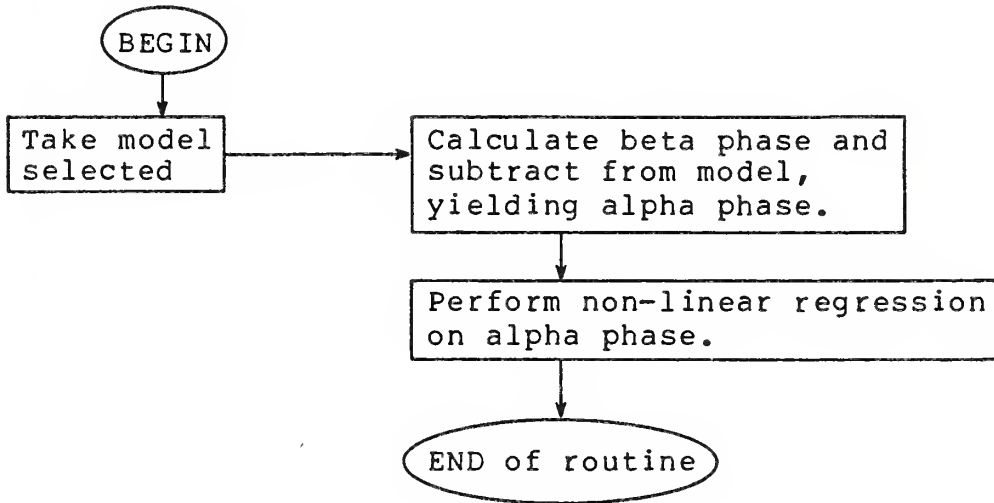 BEGIN
Take model
selected
Calculate beta phase and
subtract from model,
yielding alpha phase.
Perform non-linear regression
on alpha phase.
END of routine